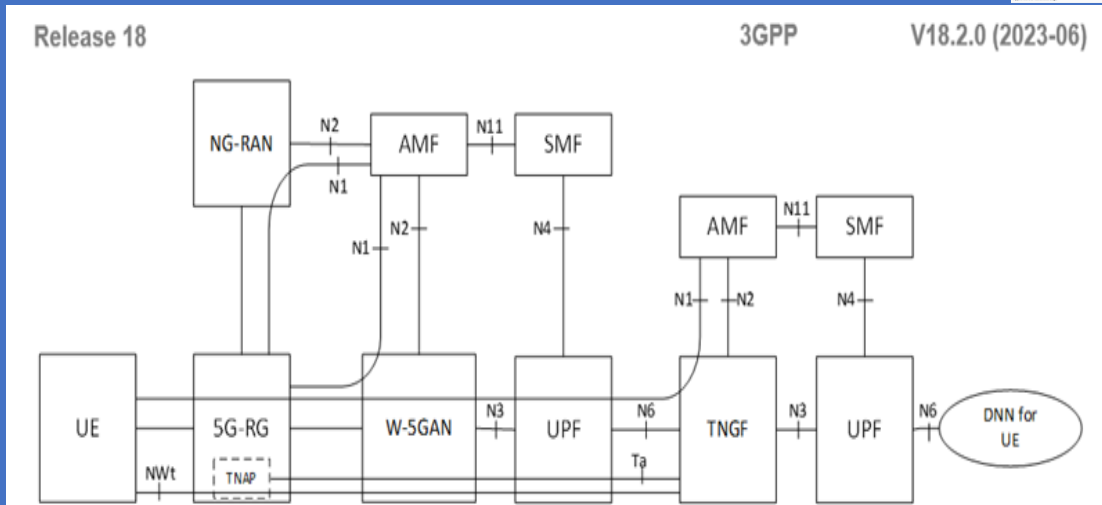 Release 18 3GPP V18.2.0 (2023-06)
NG-RAN N2 AMF N11 SMF
N1
N1 N2 N4
AMF N11 SMF
N1 N2 N4
UE 5G-RG W-5GAN N3 UPF N6 TNGF N3 UPF N6 DNN for
UE
NWt TNAP Ta